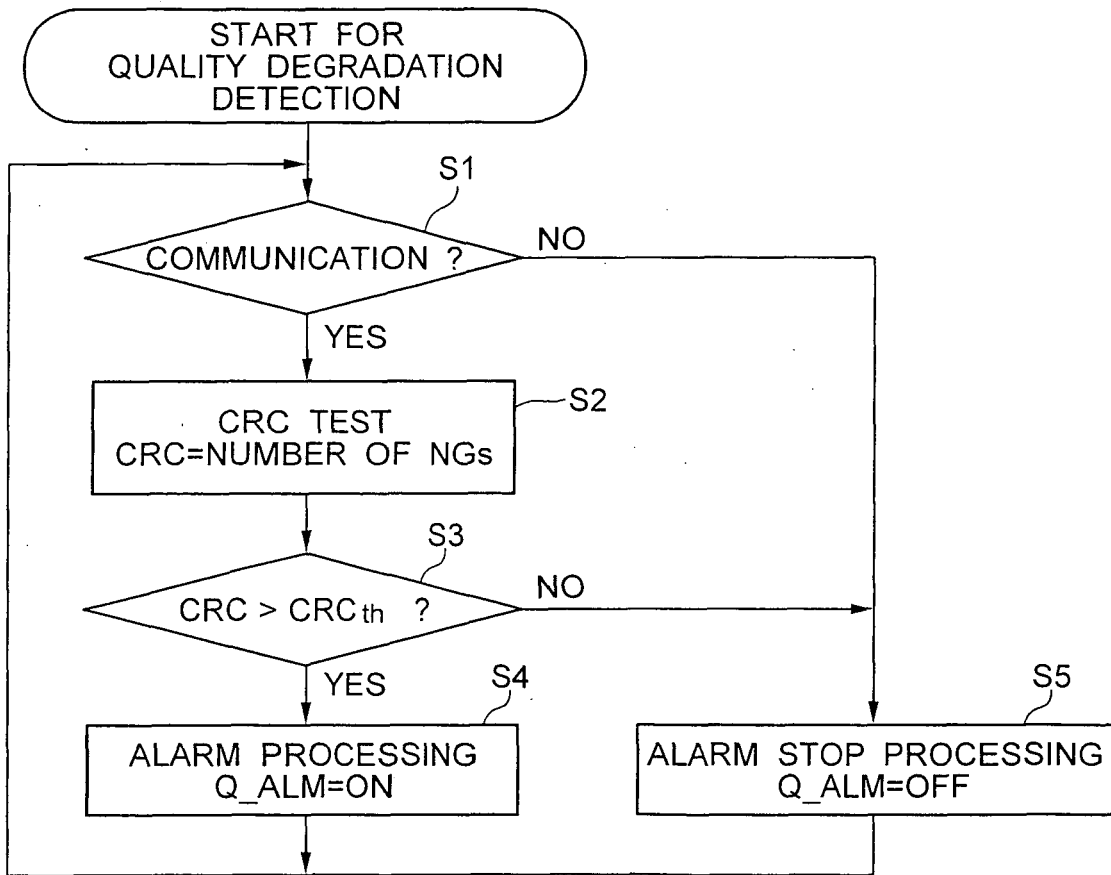 START FOR
QUALITY DEGRADATION
DETECTION
S1
COMMUNICATION ?
NO
YES
S2
CRC TEST
CRC=NUMBER OF NGs
S3
CRC > CRCth ?
NO
YES
S4
ALARM PROCESSING
Q_ALM=ON
S5
ALARM STOP PROCESSING
Q_ALM=OFF